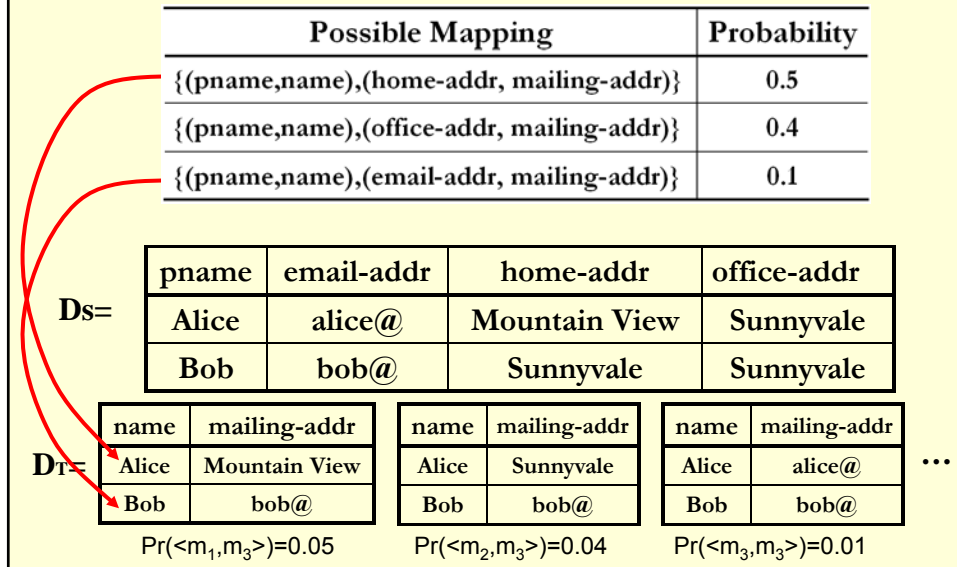 Possible Mapping Probability
{(pname,name),(home-addr, mailing-addr)} 0.5
{(pname,name),(office-addr, mailing-addr)} 0.4
{(pname,name),(email-addr, mailing-addr)} 0.1
pname email-addr home-addr office-addr
Ds=
Alice alice@ Mountain View Sunnyvale
Bob bob@ Sunnyvale Sunnyvale
name mailing-addr name mailing-addr name mailing-addr
DT= Alice Mountain View Alice Sunnyvale Alice alice@ ...
Bob bob@ Bob bob@ Bob bob@
Pr(<m1,m3>)=0.05 Pr(<m2,m3>)=0.04 Pr(<m3,m3>)=0.01